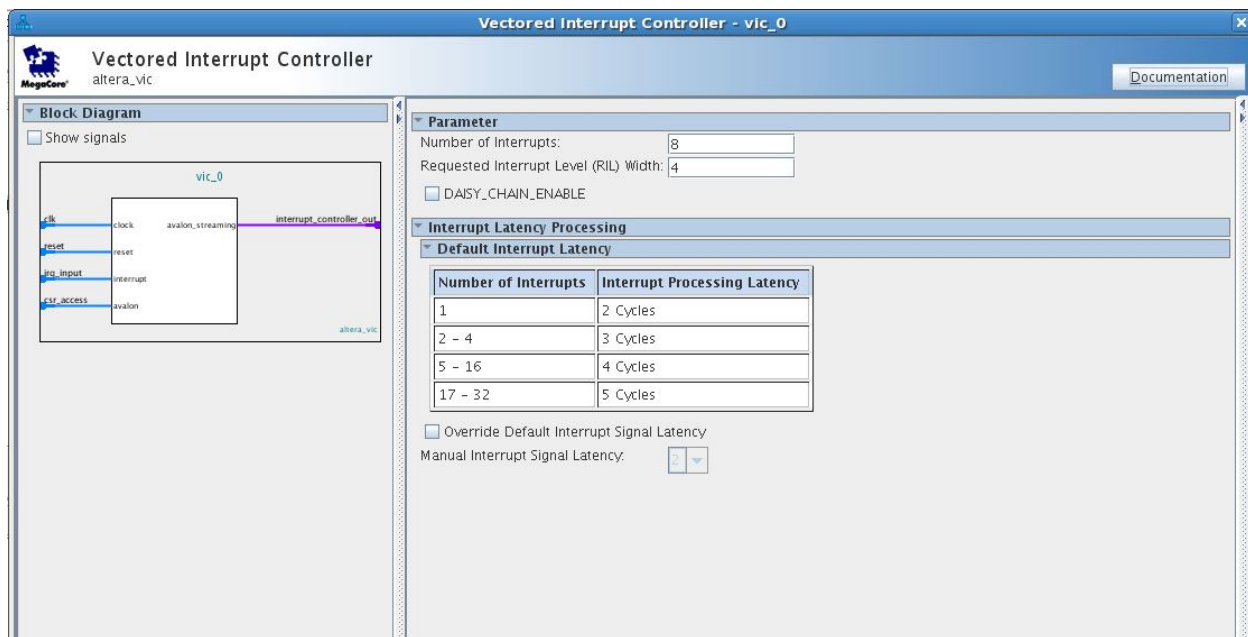 Vectored Interrupt Controller - vic_0
MegaCore'
Vectored Interrupt Controller
altera_vic
Documentation
Block Diagram
Show signals
vic_0
clk
clock
avalon_streaming
interrupt_controller_out
reset
reset
irq_input
interrupt
csr_access
avalon
altera_vic
Parameter
Number of Interrupts: 8
Requested Interrupt Level (RIL) Width: 4
DAISY_CHAIN_ENABLE
Interrupt Latency Processing
Default Interrupt Latency
Number of Interrupts Interrupt Processing Latency
1 2 Cycles
2 - 4 3 Cycles
5 - 16 4 Cycles
17 - 32 5 Cycles
Override Default Interrupt Signal Latency
Manual Interrupt Signal Latency: 2